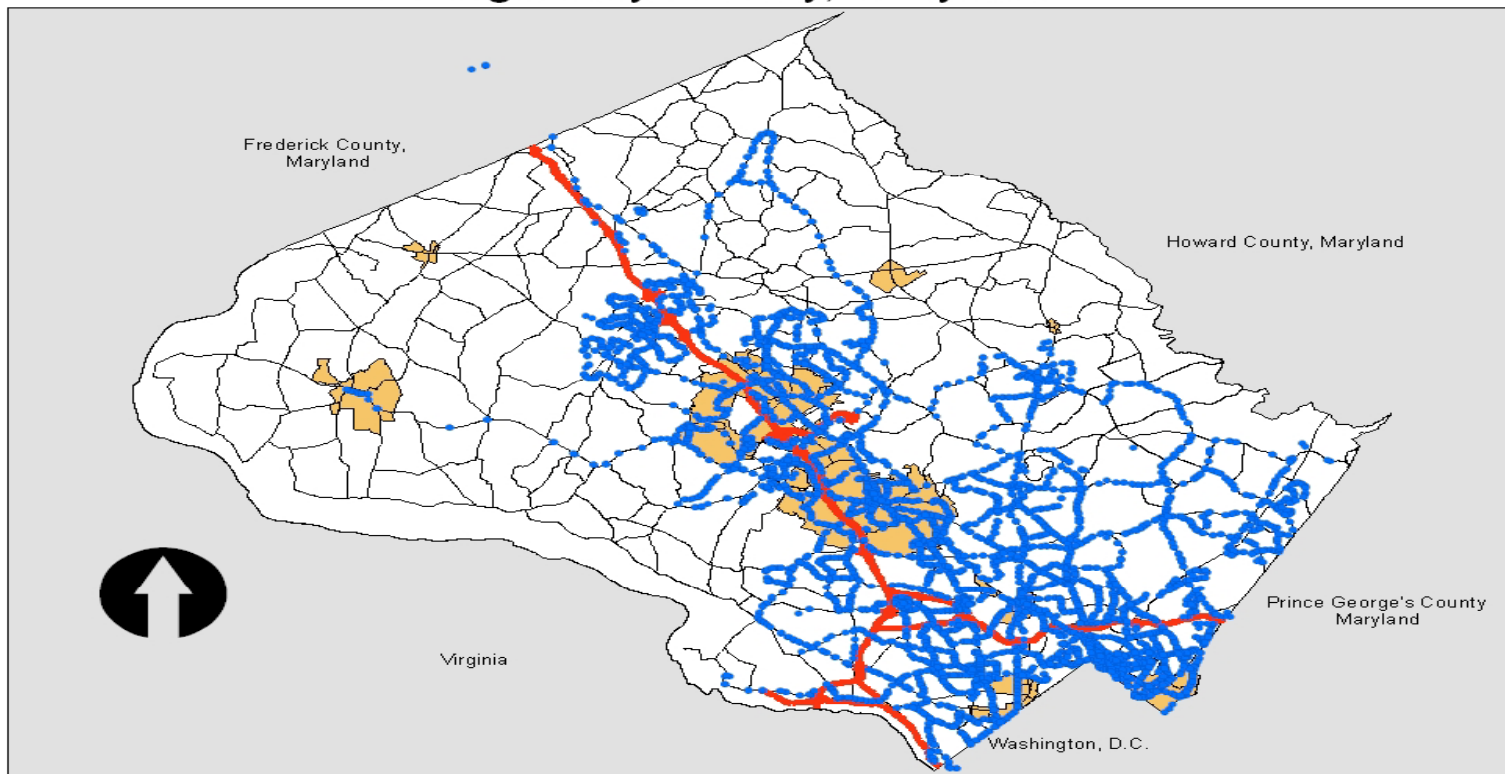 Frederick County,
Maryland
Howard County, Maryland
Prince George's County
Maryland
Virginia
Washington, D.C.